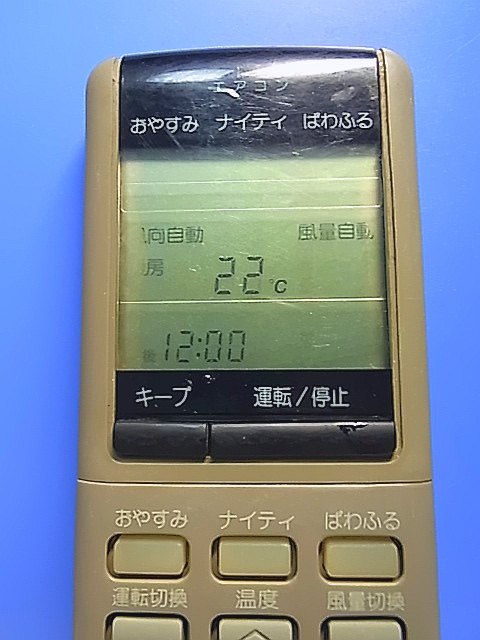 エアコン
おやすみ ナイティ ぱわふる
向自動 風量自動
房 22℃
後 12:00
キープ 運転/停止
おやすみ ナイティ ぱわふる
運転切換 温度 風量切換